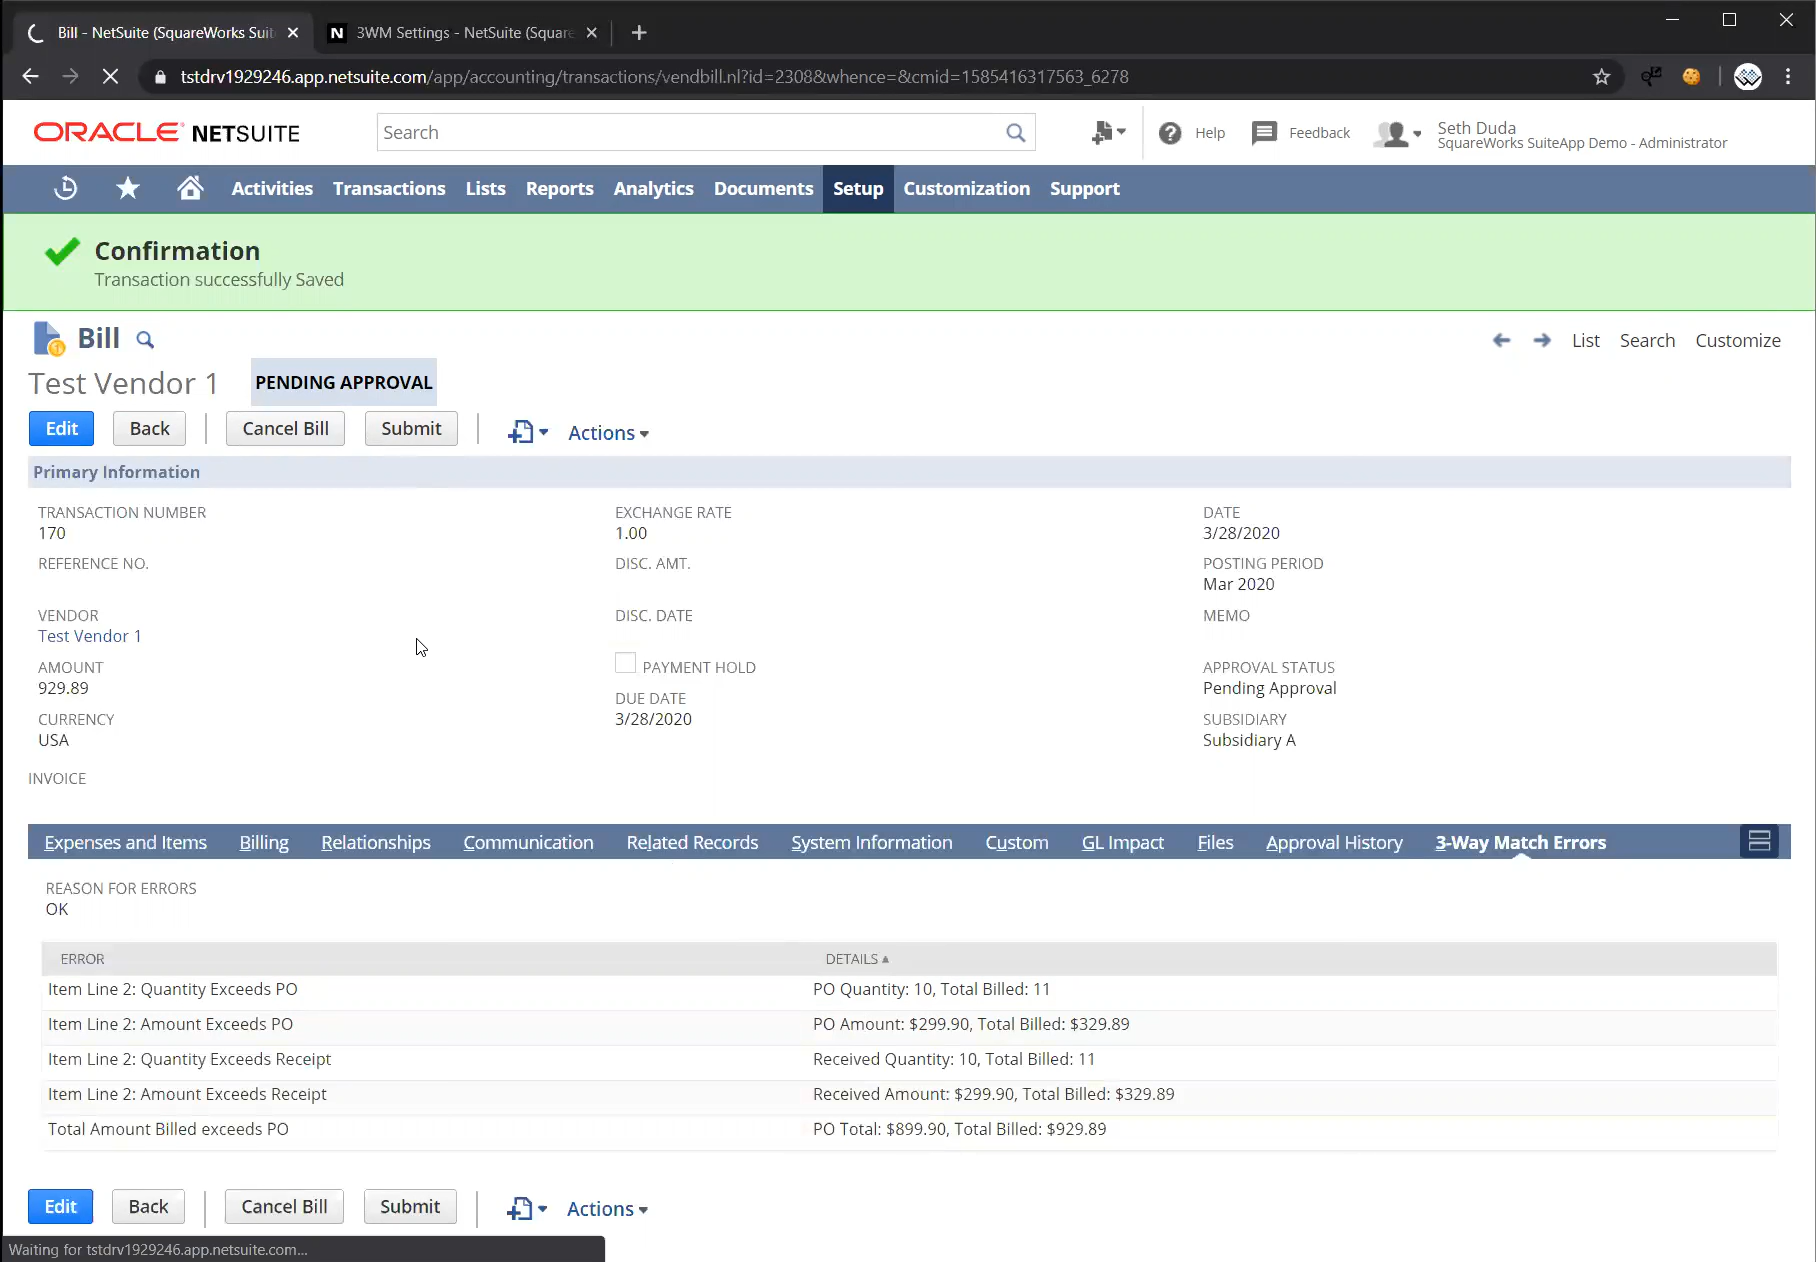 Bill - NetSuite (SquareWorks Suit
3WM Settings - NetSuite (Square
tstdrv1929246.app.netsuite.com/app/accounting/transactions/vendbill.nl?id=2308&whence=&cmid=1585416317563_6278
ORACLE NETSUITE
Search
Help
Feedback
Seth Duda
SquareWorks SuiteApp Demo - Administrator
Activities Transactions Lists Reports Analytics Documents Setup Customization Support
Confirmation
Transaction successfully Saved
Bill
List Search Customize
Test Vendor 1 PENDING APPROVAL
Edit Back Cancel Bill Submit Actions
Primary Information
TRANSACTION NUMBER
170
REFERENCE NO.
VENDOR
Test Vendor 1
AMOUNT
929.89
CURRENCY
USA
INVOICE
EXCHANGE RATE
1.00
DISC. AMT.
DISC. DATE
PAYMENT HOLD
DUE DATE
3/28/2020
DATE
3/28/2020
POSTING PERIOD
Mar 2020
MEMO
APPROVAL STATUS
Pending Approval
SUBSIDIARY
Subsidiary A
Expenses and Items Billing Relationships Communication Related Records System Information Custom GL Impact Files Approval History 3-Way Match Errors
REASON FOR ERRORS
OK
ERROR DETAILS
Item Line 2: Quantity Exceeds PO PO Quantity: 10, Total Billed: 11
Item Line 2: Amount Exceeds PO PO Amount: $299.90, Total Billed: $329.89
Item Line 2: Quantity Exceeds Receipt Received Quantity: 10, Total Billed: 11
Item Line 2: Amount Exceeds Receipt Received Amount: $299.90, Total Billed: $329.89
Total Amount Billed exceeds PO PO Total: $899.90, Total Billed: $929.89
Edit Back Cancel Bill Submit Actions
Waiting for tstdrv1929246.app.netsuite.com...